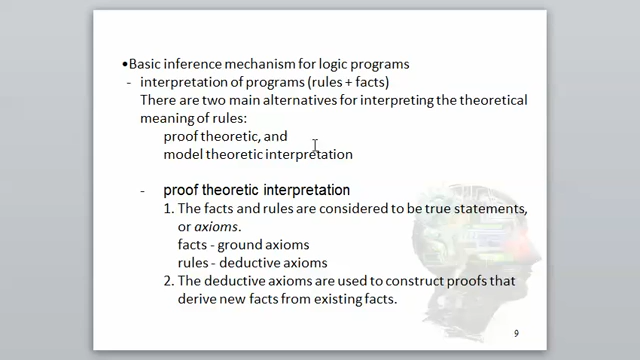 •Basic inference mechanism for logic programs
- interpretation of programs (rules + facts)
There are two main alternatives for interpreting the theoretical
meaning of rules:
proof theoretic, and
model theoretic interpretation
- proof theoretic interpretation
1. The facts and rules are considered to be true statements,
or axioms.
facts - ground axioms
rules - deductive axioms
2. The deductive axioms are used to construct proofs that
derive new facts from existing facts.
9